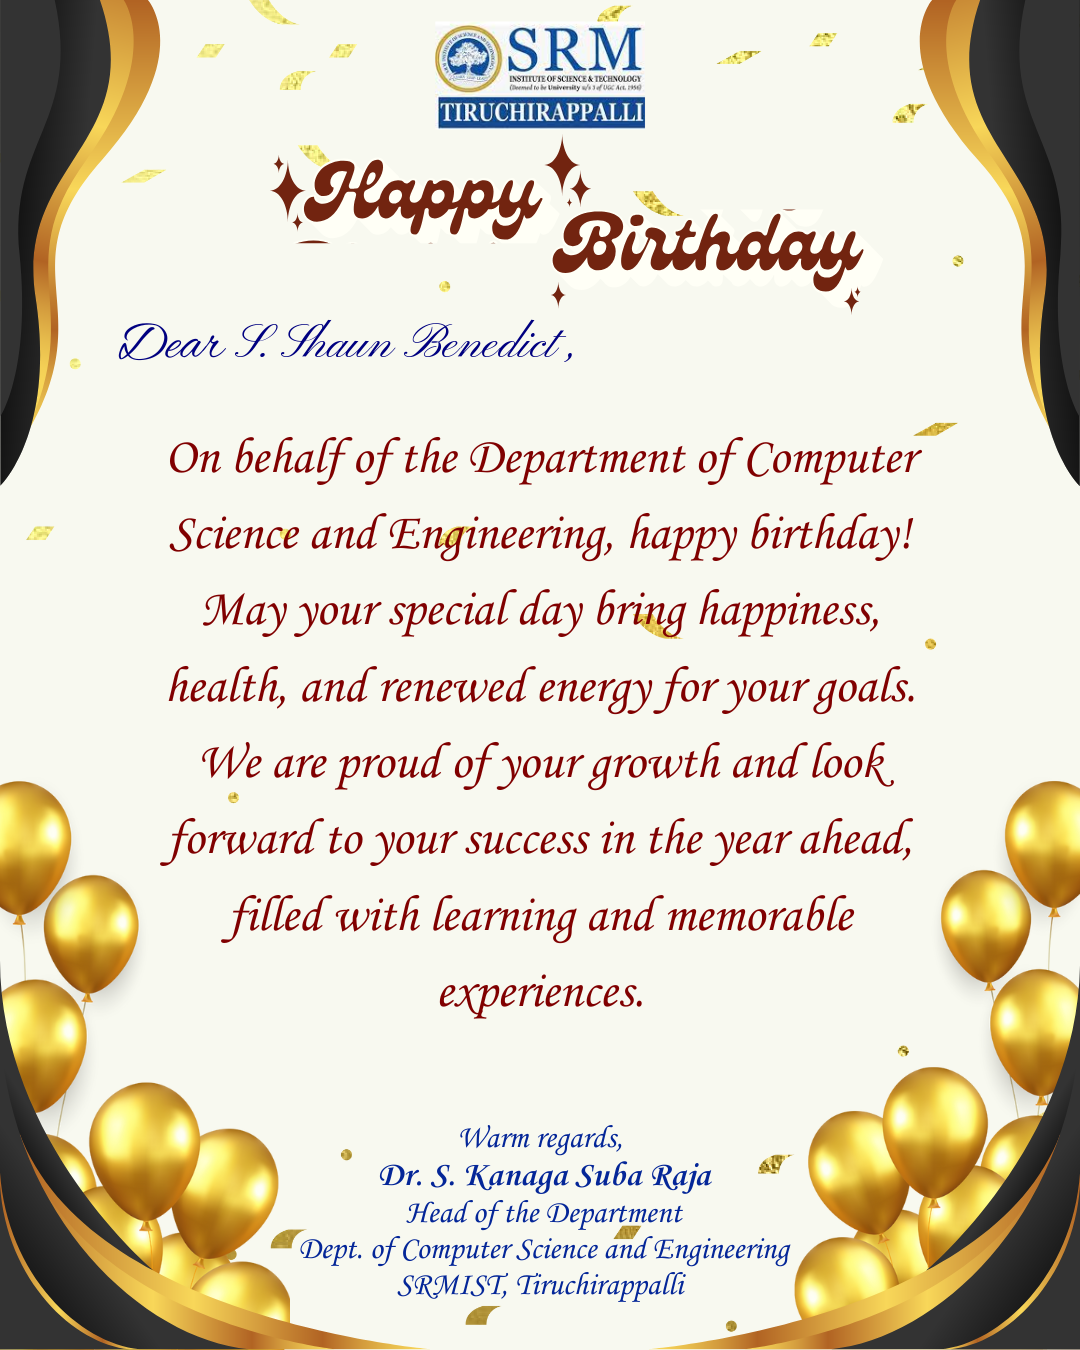 SRM
INSTITUTE OF SCIENCE & TECHNOLOGY
(Deemed to be University u/s 3 of UGC Act, 1956)
TIRUCHIRAPPALLI
Happy
Birthday
Dear S. Shaun Benedict,
On behalf of the Department of Computer
Science and Engineering, happy birthday!
May your special day bring happiness,
health, and renewed energy for your goals.
We are proud of your growth and look
forward to your success in the year ahead,
filled with learning and memorable
experiences.
Warm regards,
Dr. S. Kanaga Suba Raja
Head of the Department
Dept. of Computer Science and Engineering
SRMIST, Tiruchirappalli